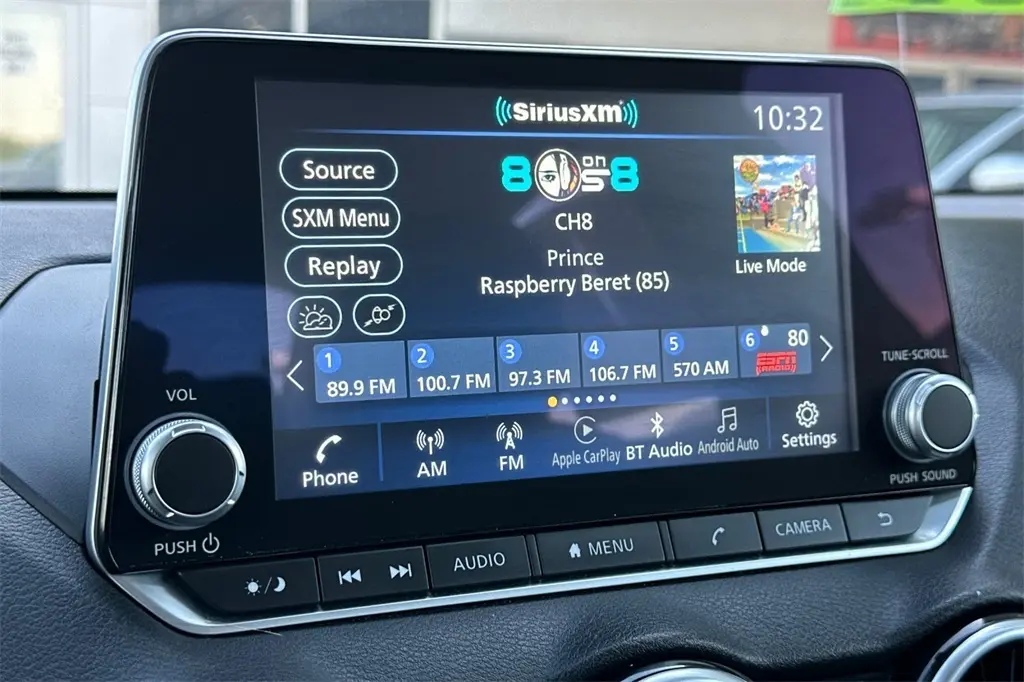 SiriusXM
10:32
Source
8 on 8
CH8
SXM Menu
Prince
Replay
Raspberry Beret (85)
Live Mode
1
89.9 FM
2
100.7 FM
3
97.3 FM
4
106.7 FM
5
570 AM
6
80
ESPN
Phone
AM
FM
Apple CarPlay
BT Audio
Android Auto
Settings
VOL
PUSH
TUNE·SCROLL
PUSH SOUND
AUDIO
MENU
CAMERA